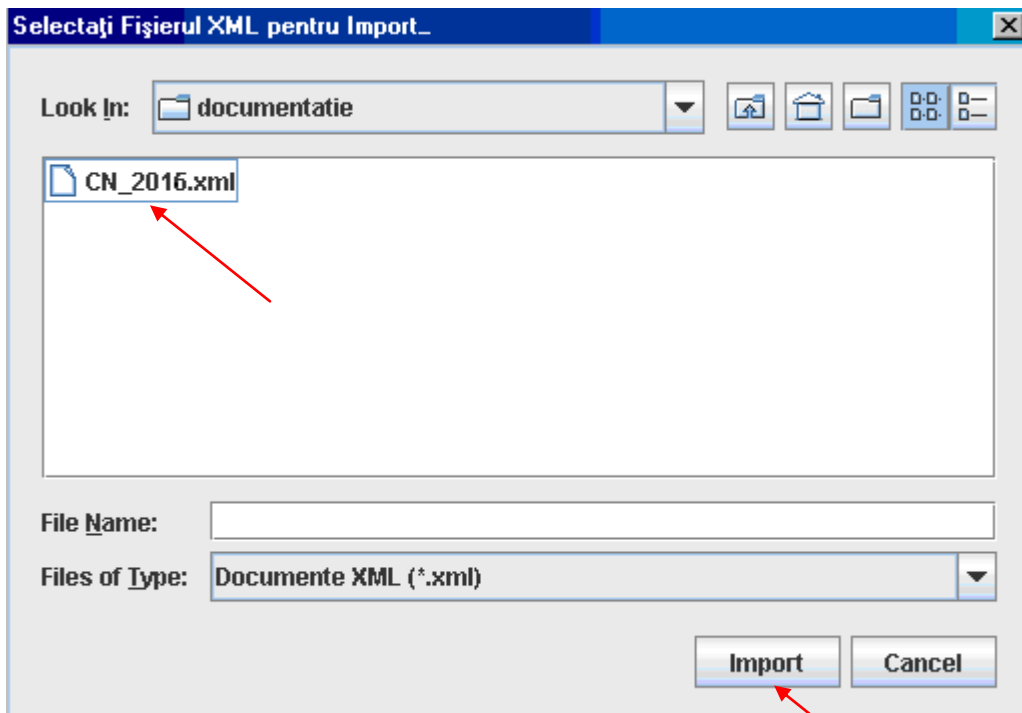 Selectaţi Fişierul XML pentru Import...
Look In: documentatie
CN_2016.xml
File Name:
Files of Type: Documente XML (*.xml)
Import Cancel